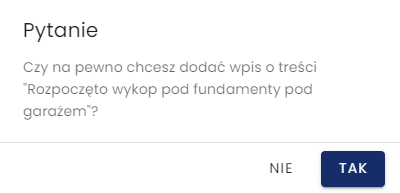 Pytanie
Czy na pewno chcesz dodać wpis o treści
"Rozpoczęto wykop pod fundamenty pod
garażem"?
NIE
TAK